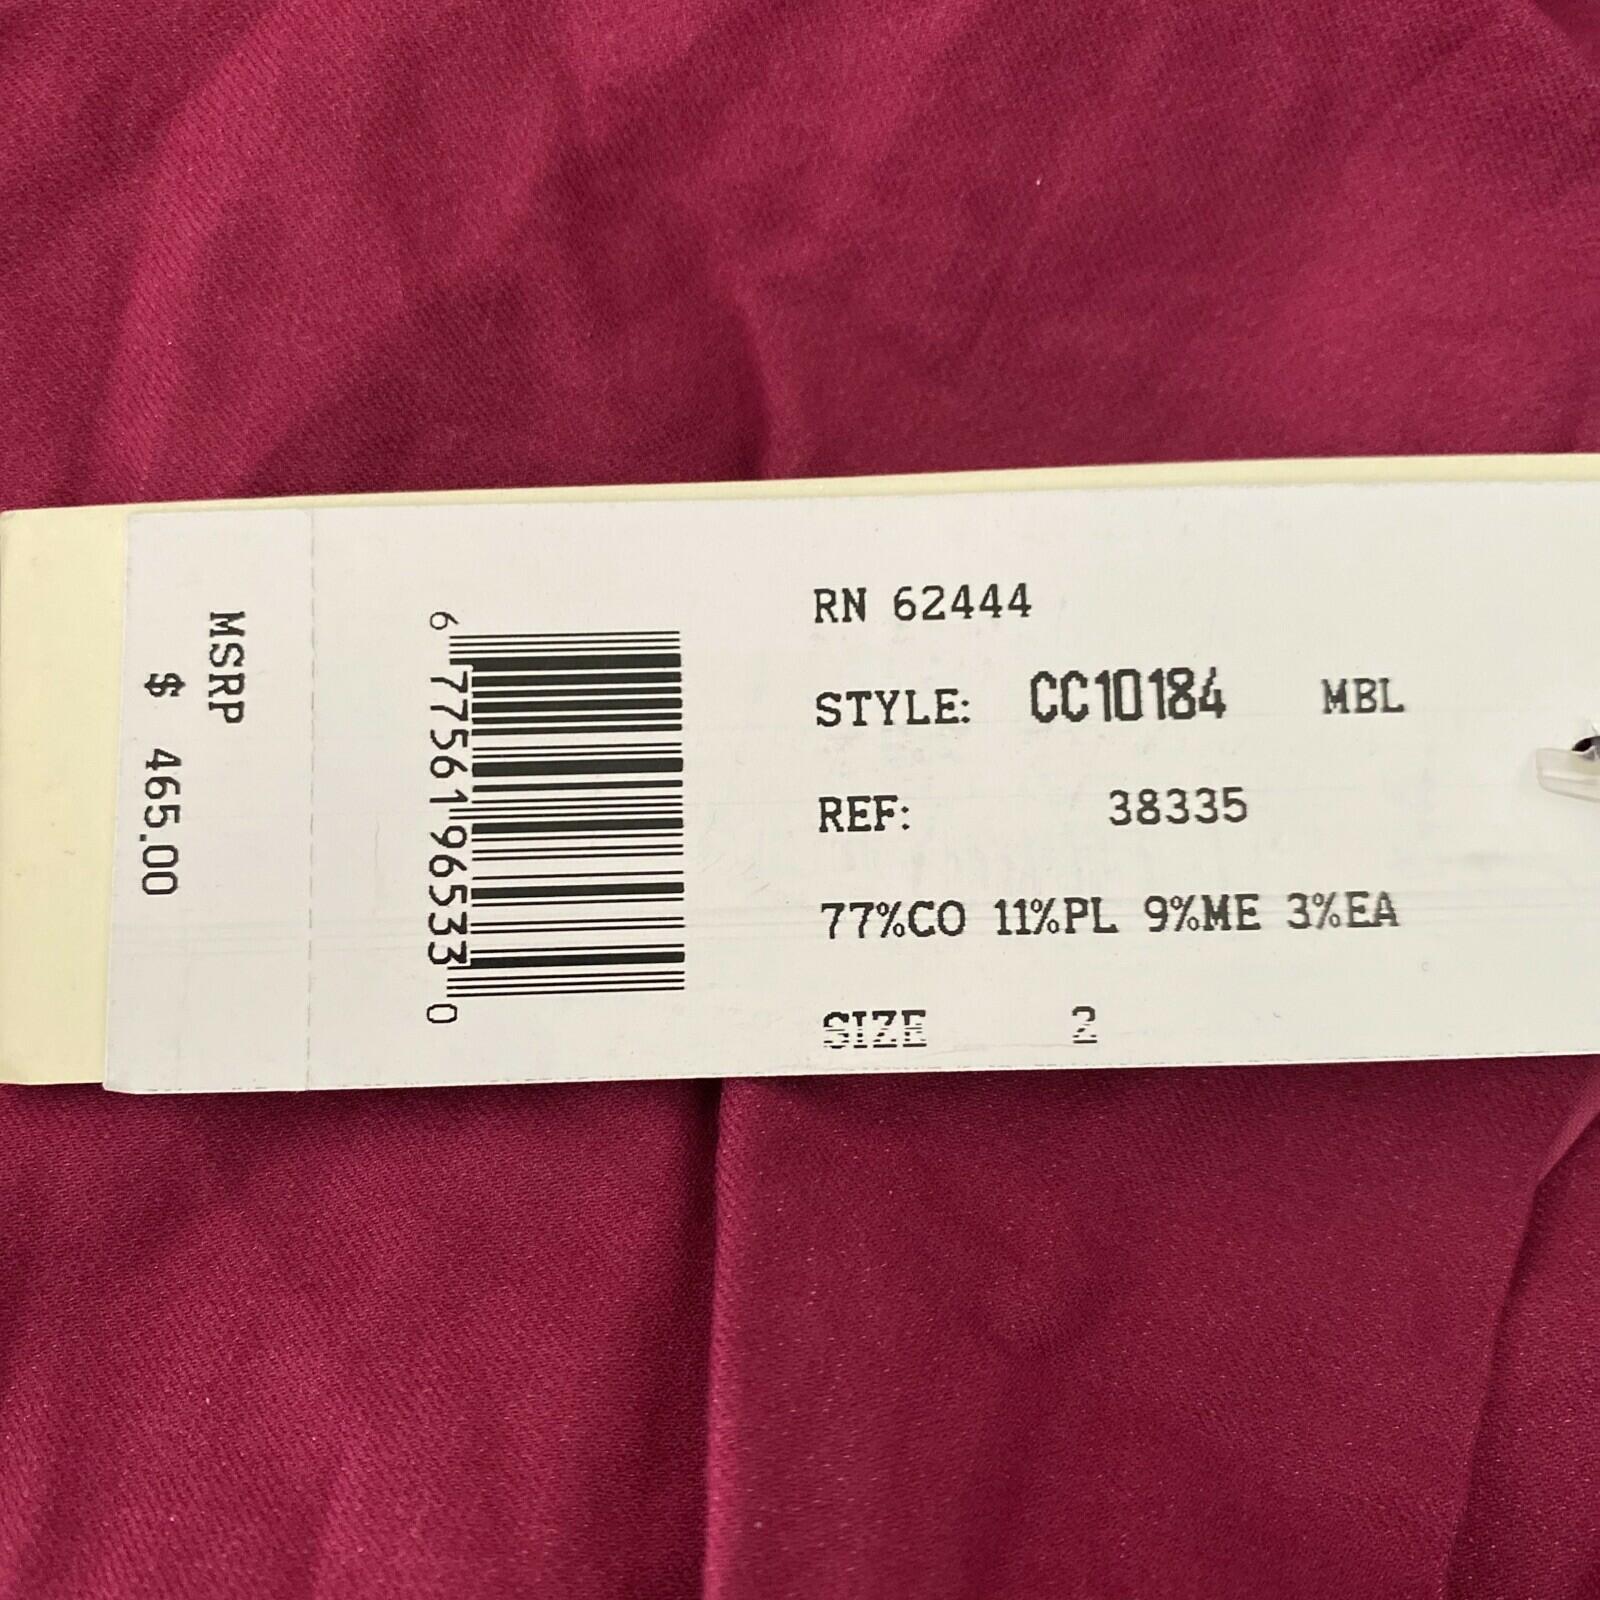 MSRP
$ 465.00
6 77561 96533 0
RN 62444
STYLE: CC10184 MBL
REF: 38335
77%CO 11%PL 9%ME 3%EA
SIZE 2